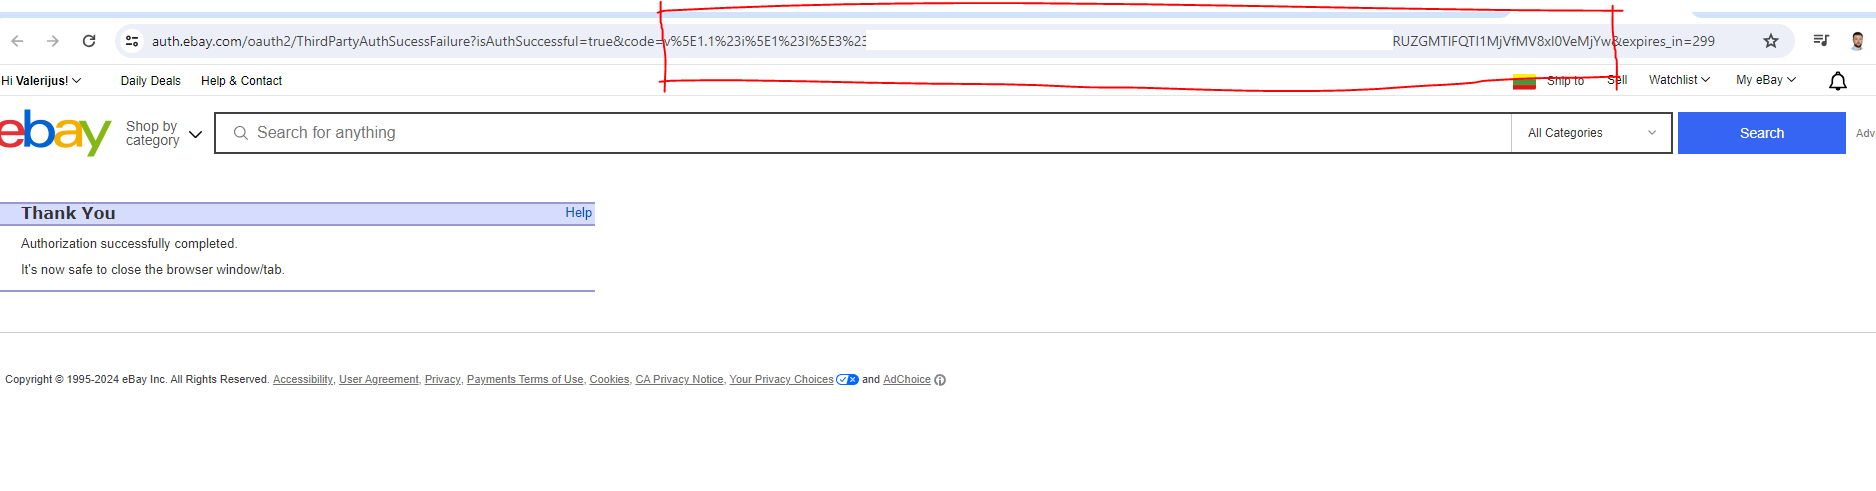 auth.ebay.com/oauth2/ThirdPartyAuthSucessFailure?isAuthSuccessful=true&code=v%5E1.1%23i%5E1%23I%5E3%23 RUZGMTlFQTI1MjVfMV8xI0VeMjYw&expires_in=299
Hi Valerijus! Daily Deals Help & Contact Ship to Sell Watchlist My eBay
ebay Shop by category Search for anything All Categories Search Adv
Thank You Help
Authorization successfully completed.
It's now safe to close the browser window/tab.
Copyright © 1995-2024 eBay Inc. All Rights Reserved. Accessibility, User Agreement, Privacy, Payments Terms of Use, Cookies, CA Privacy Notice, Your Privacy Choices and AdChoice